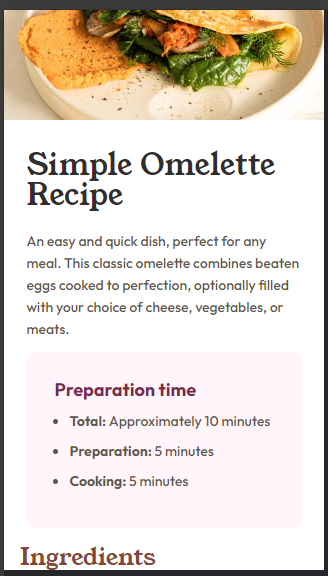 Simple Omelette
Recipe
An easy and quick dish, perfect for any
meal. This classic omelette combines beaten
eggs cooked to perfection, optionally filled
with your choice of cheese, vegetables, or
meats.
Preparation time
Total: Approximately 10 minutes
Preparation: 5 minutes
Cooking: 5 minutes
Ingredients